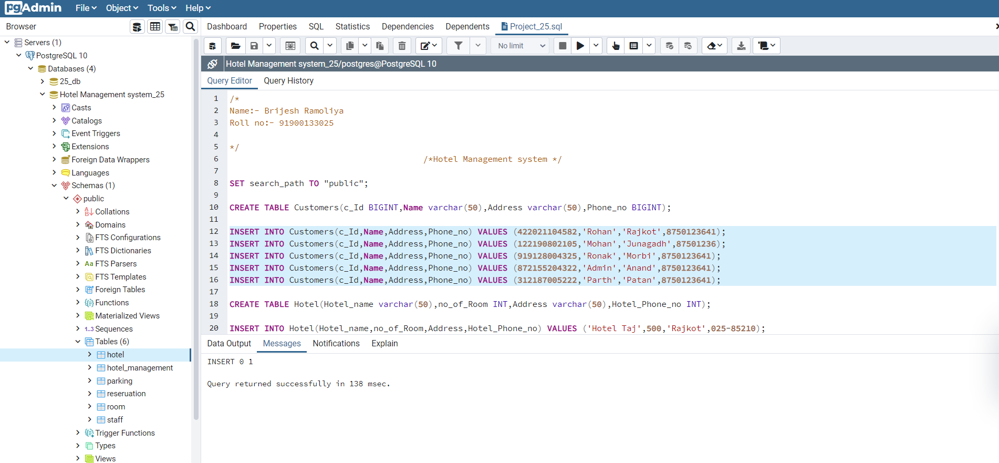 pgAdmin File Object Tools Help
Browser
Dashboard Properties SQL Statistics Dependencies Dependents Project_25.sql
Servers (1)
PostgreSQL 10
Databases (4)
25_db
Hotel Management system_25
Casts
Catalogs
Event Triggers
Extensions
Foreign Data Wrappers
Languages
Schemas (1)
public
Collations
Domains
FTS Configurations
FTS Dictionaries
Aa FTS Parsers
FTS Templates
Foreign Tables
Functions
Materialized Views
1..3 Sequences
Tables (6)
hotel
hotel_management
parking
reseruation
room
staff
Trigger Functions
Types
Views
No limit
Hotel Management system_25/postgres@PostgreSQL 10
Query Editor Query History
1 /*
2 Name:- Brijesh Ramoliya
3 Roll no:- 91900133025
4
5 */
6 /*Hotel Management system */
7
8 SET search_path TO "public";
9
10 CREATE TABLE Customers(c_Id BIGINT,Name varchar(50),Address varchar(50),Phone_no BIGINT);
11
12 INSERT INTO Customers(c_Id,Name,Address,Phone_no) VALUES (422021104582,'Rohan','Rajkot',8750123641);
13 INSERT INTO Customers(c_Id,Name,Address,Phone_no) VALUES (122190802105,'Mohan','Junagadh',87501236);
14 INSERT INTO Customers(c_Id,Name,Address,Phone_no) VALUES (919128004325,'Ronak','Morbi',8750123641);
15 INSERT INTO Customers(c_Id,Name,Address,Phone_no) VALUES (872155204322,'Admin','Anand',8750123641);
16 INSERT INTO Customers(c_Id,Name,Address,Phone_no) VALUES (312187005222,'Parth','Patan',8750123641);
17
18 CREATE TABLE Hotel(Hotel_name varchar(50),no_of_Room INT,Address varchar(50),Hotel_Phone_no INT);
19
20 INSERT INTO Hotel(Hotel_name,no_of_Room,Address,Hotel_Phone_no) VALUES ('Hotel Taj',500,'Rajkot',025-85210);
Data Output Messages Notifications Explain
INSERT 0 1
Query returned successfully in 138 msec.